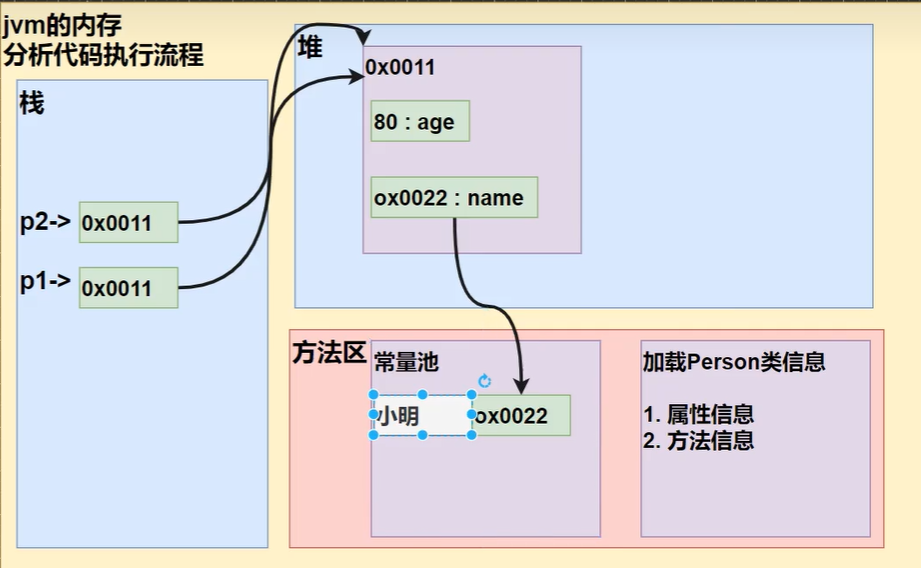 jvm的内存
分析代码执行流程
栈
p2-> 0x0011
p1-> 0x0011
堆
0x0011
80 : age
ox0022 : name
方法区
常量池
小明 ox0022
加载Person类信息
1. 属性信息
2. 方法信息